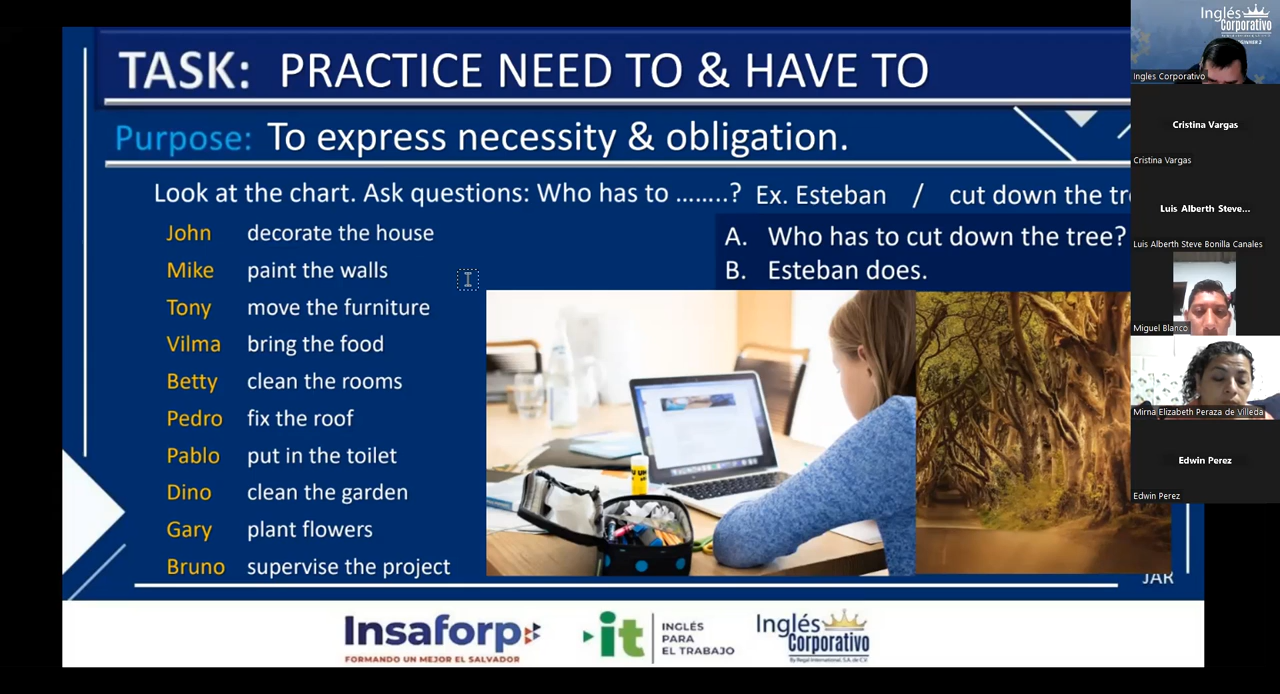 TASK: PRACTICE NEED TO & HAVE TO
Purpose: To express necessity & obligation.
Look at the chart. Ask questions: Who has to ........? Ex. Esteban / cut down the tre
John decorate the house
Mike paint the walls
Tony move the furniture
Vilma bring the food
Betty clean the rooms
Pedro fix the roof
Pablo put in the toilet
Dino clean the garden
Gary plant flowers
Bruno supervise the project
A. Who has to cut down the tree?
B. Esteban does.
JAR
Insaforp
FORMANDO UN MEJOR EL SALVADOR
it
INGLÉS
PARA
EL TRABAJO
Inglés
Corporativo
By Regal International, S.A. de C.V.
Inglés
Corporativo
Ingles Corporativo
Cristina Vargas
Cristina Vargas
Luis Alberth Steve...
Luis Alberth Steve Bonilla Canales
Miguel Blanco
Mirna Elizabeth Peraza de Villeda
Edwin Perez
Edwin Perez